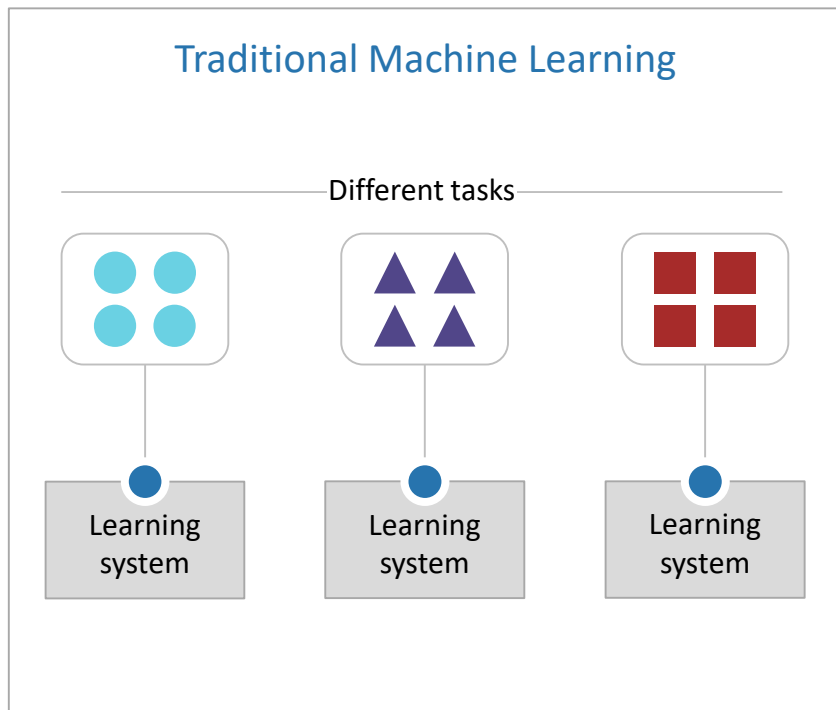 Traditional Machine Learning
Different tasks
Learning
system
Learning
system
Learning
system